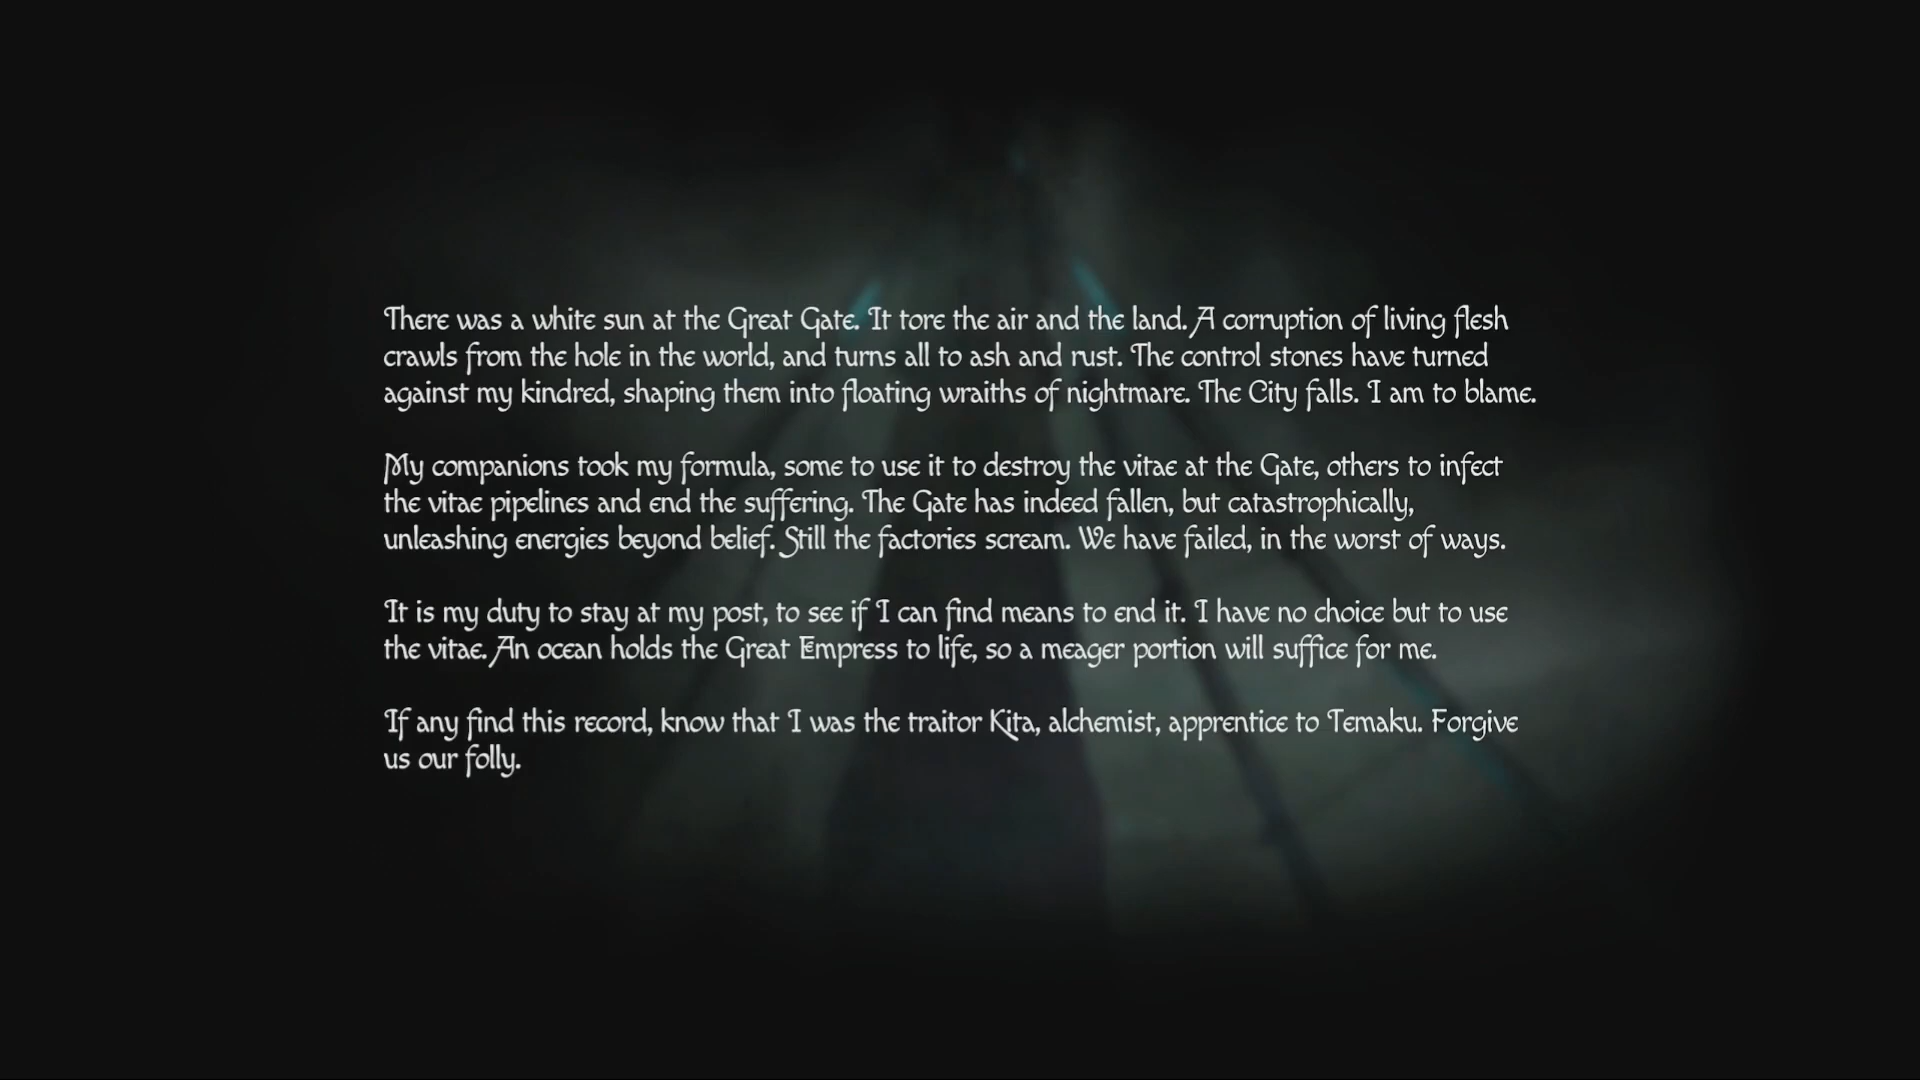 There was a white sun at the Great Gate. It tore the air and the land. A corruption of living flesh
crawls from the hole in the world, and turns all to ash and rust. The control stones have turned
against my kindred, shaping them into floating wraiths of nightmare. The City falls. I am to blame.
My companions took my formula, some to use it to destroy the vitae at the Gate, others to infect
the vitae pipelines and end the suffering. The Gate has indeed fallen, but catastrophically,
unleashing energies beyond belief. Still the factories scream. We have failed, in the worst of ways.
It is my duty to stay at my post, to see if I can find means to end it. I have no choice but to use
the vitae. An ocean holds the Great Empress to life, so a meager portion will suffice for me.
If any find this record, know that I was the traitor Kita, alchemist, apprentice to Temaku. Forgive
us our folly.